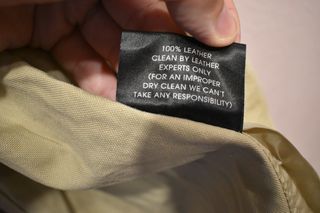 100% LEATHER
CLEAN BY LEATHER
EXPERTS ONLY
(FOR AN IMPROPER
DRY CLEAN WE CAN'T
TAKE ANY RESPONSIBILITY)